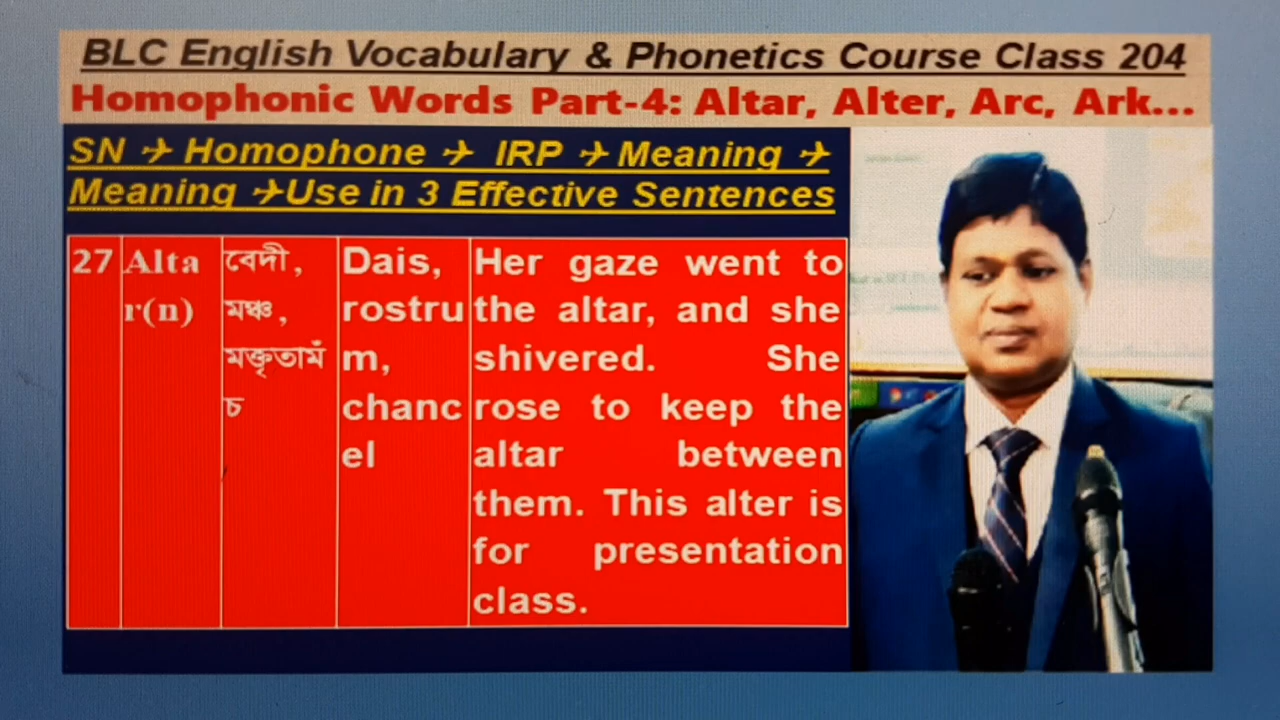 BLC English Vocabulary & Phonetics Course Class 204
Homophonic Words Part-4: Altar, Alter, Arc, Ark...
SN ✈ Homophone ✈ IRP ✈ Meaning ✈
Meaning ✈Use in 3 Effective Sentences
27
Alta
r(n)
বেদী,
মঞ্চ,
মক্তৃতামঁ
চ
Dais,
rostru
m,
chanc
el
Her gaze went to
the altar, and she
shivered. She
rose to keep the
altar between
them. This alter is
for presentation
class.